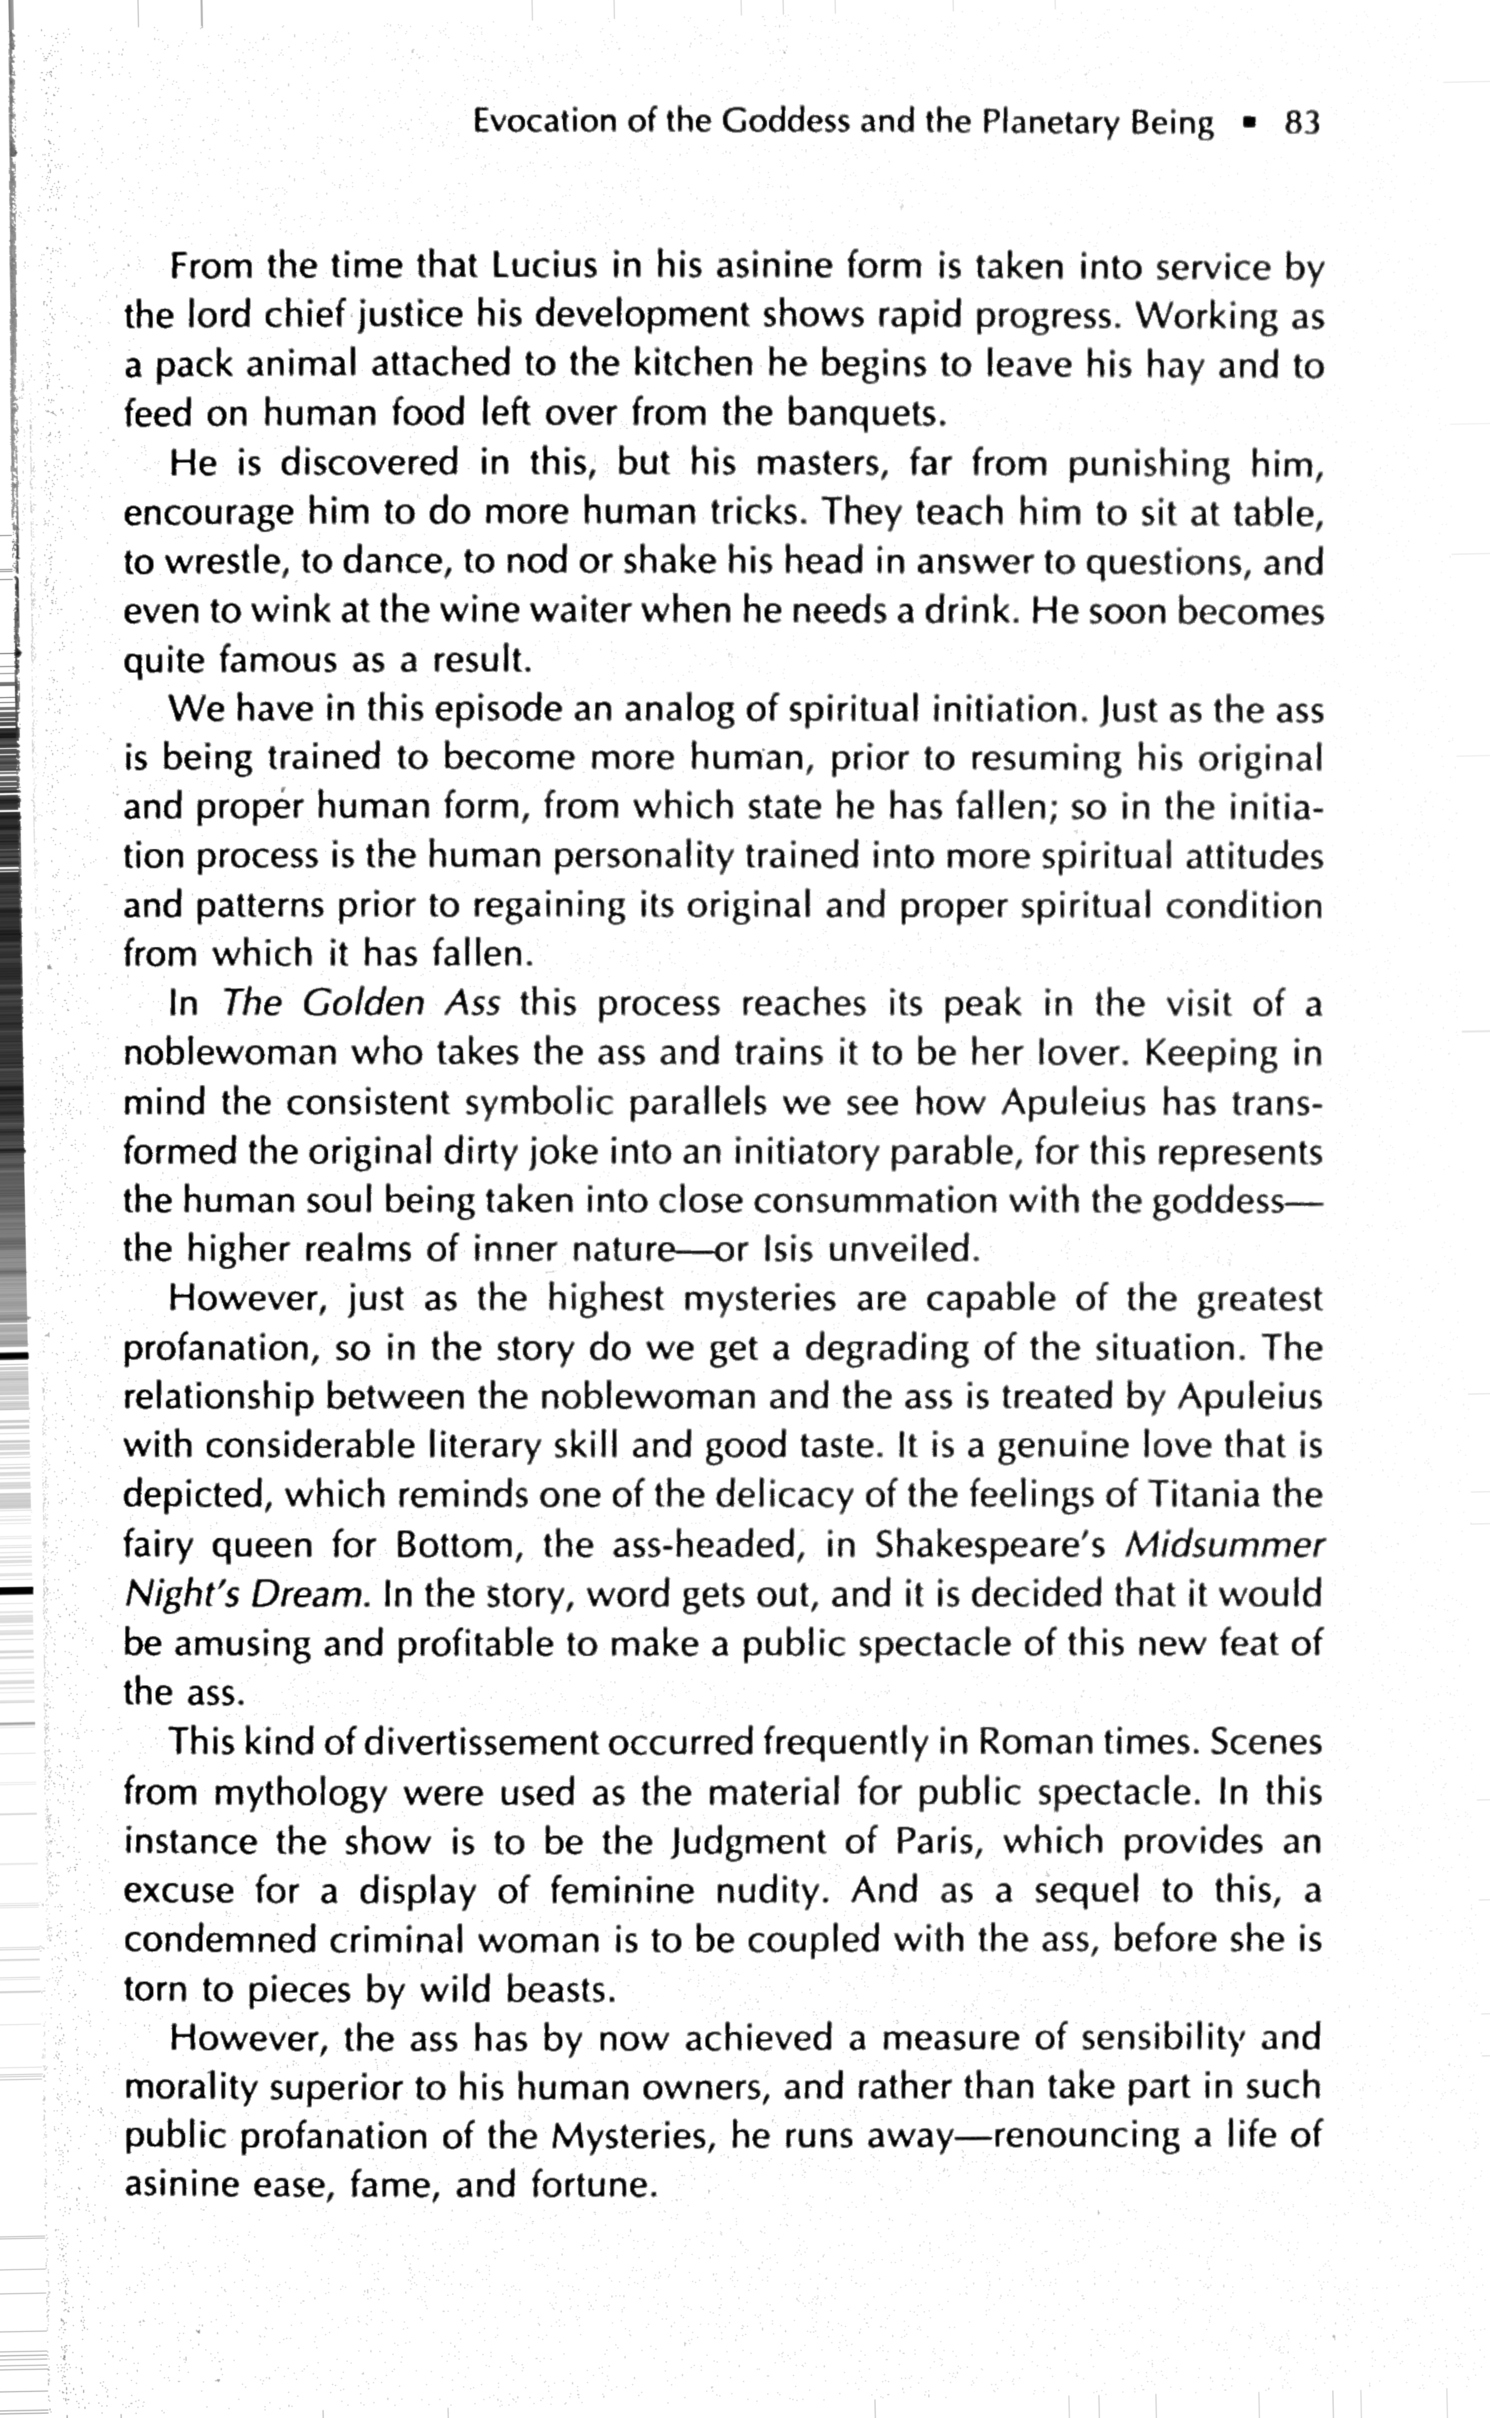 Evocation of the Goddess and the Planetary Being ▪ 83
From the time that Lucius in his asinine form is taken into service by
the lord chief justice his development shows rapid progress. Working as
a pack animal attached to the kitchen he begins to leave his hay and to
feed on human food left over from the banquets.
He is discovered in this, but his masters, far from punishing him,
encourage him to do more human tricks. They teach him to sit at table,
to wrestle, to dance, to nod or shake his head in answer to questions, and
even to wink at the wine waiter when he needs a drink. He soon becomes
quite famous as a result.
We have in this episode an analog of spiritual initiation. Just as the ass
is being trained to become more human, prior to resuming his original
and proper human form, from which state he has fallen; so in the initia-
tion process is the human personality trained into more spiritual attitudes
and patterns prior to regaining its original and proper spiritual condition
from which it has fallen.
In The Golden Ass this process reaches its peak in the visit of a
noblewoman who takes the ass and trains it to be her lover. Keeping in
mind the consistent symbolic parallels we see how Apuleius has trans-
formed the original dirty joke into an initiatory parable, for this represents
the human soul being taken into close consummation with the goddess—
the higher realms of inner nature—or Isis unveiled.
However, just as the highest mysteries are capable of the greatest
profanation, so in the story do we get a degrading of the situation. The
relationship between the noblewoman and the ass is treated by Apuleius
with considerable literary skill and good taste. It is a genuine love that is
depicted, which reminds one of the delicacy of the feelings of Titania the
fairy queen for Bottom, the ass-headed, in Shakespeare's Midsummer
Night's Dream. In the story, word gets out, and it is decided that it would
be amusing and profitable to make a public spectacle of this new feat of
the ass.
This kind of divertissement occurred frequently in Roman times. Scenes
from mythology were used as the material for public spectacle. In this
instance the show is to be the Judgment of Paris, which provides an
excuse for a display of feminine nudity. And as a sequel to this, a
condemned criminal woman is to be coupled with the ass, before she is
torn to pieces by wild beasts.
However, the ass has by now achieved a measure of sensibility and
morality superior to his human owners, and rather than take part in such
public profanation of the Mysteries, he runs away—renouncing a life of
asinine ease, fame, and fortune.